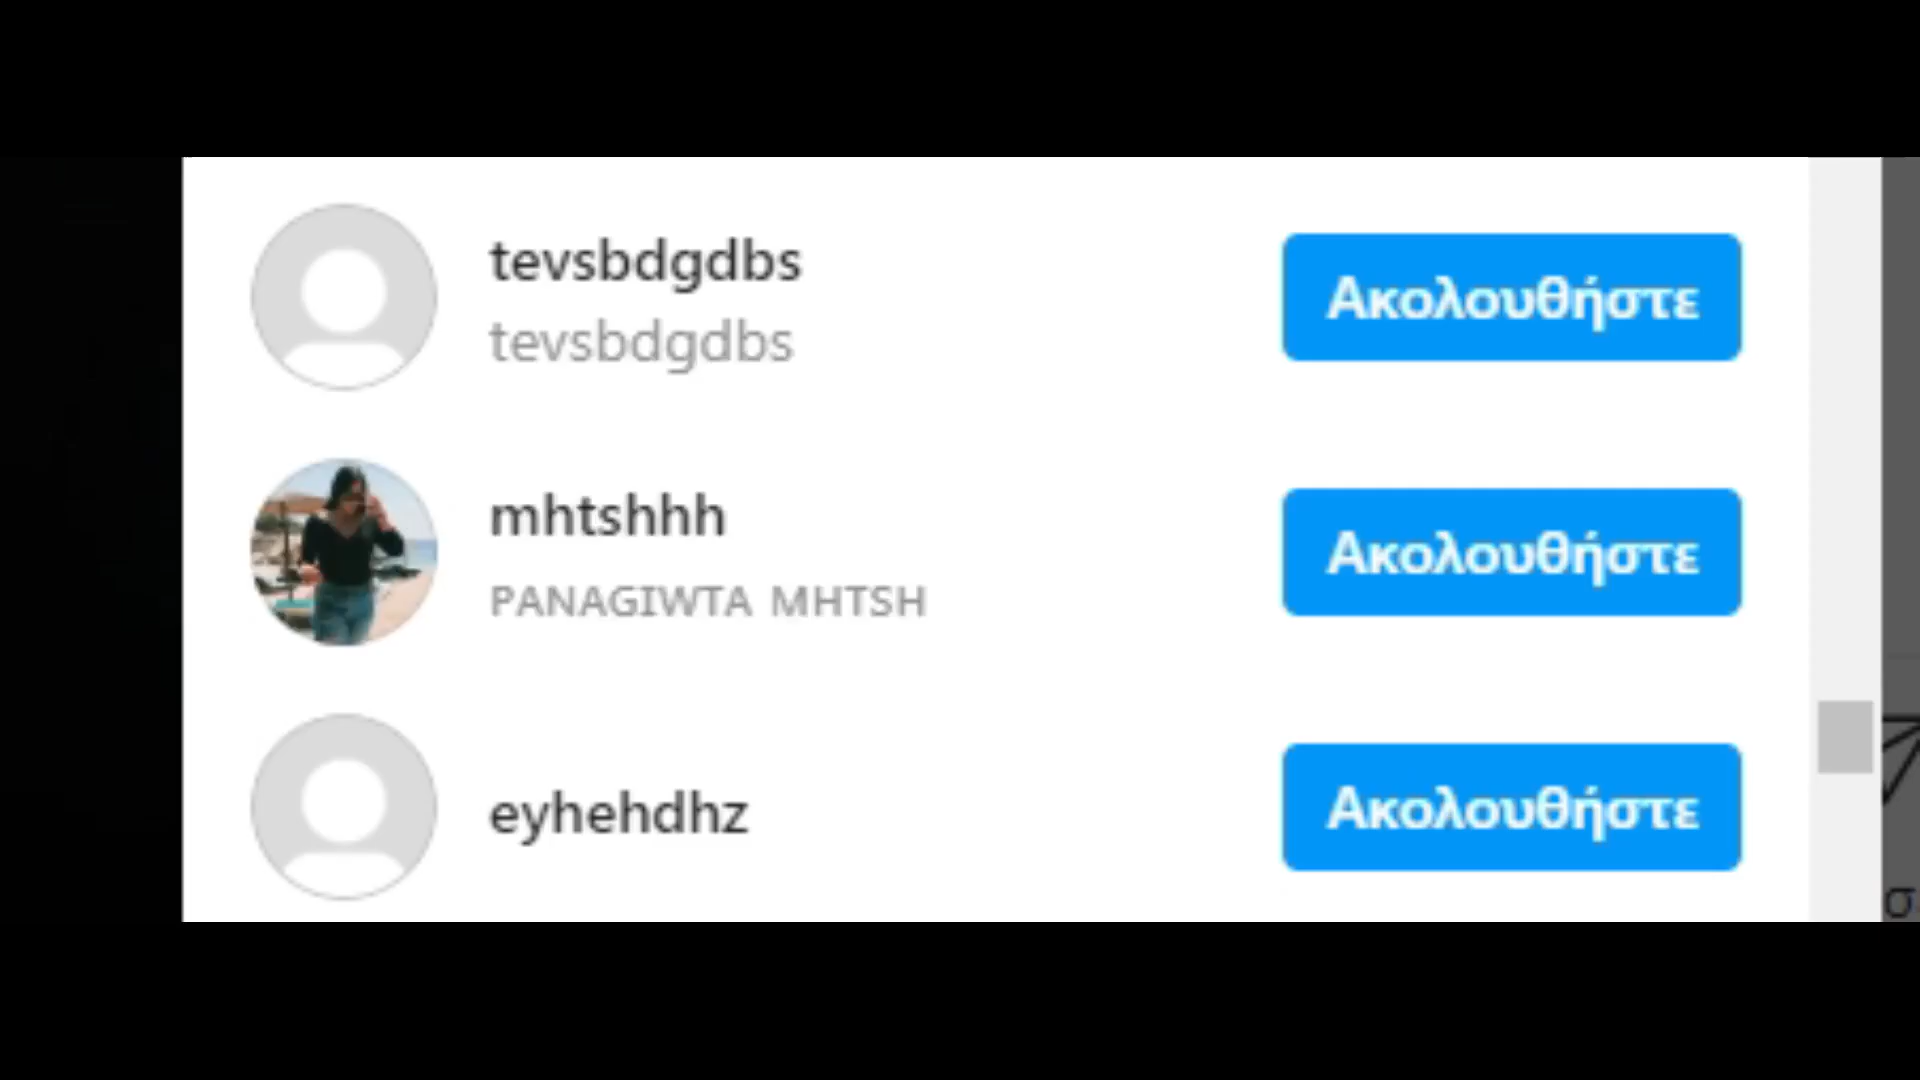 tevsbdgdbs
tevsbdgdbs
Ακολουθήστε
mhtshhh
PANAGIWTA MHTSH
Ακολουθήστε
eyhehdhz
Ακολουθήστε
σ